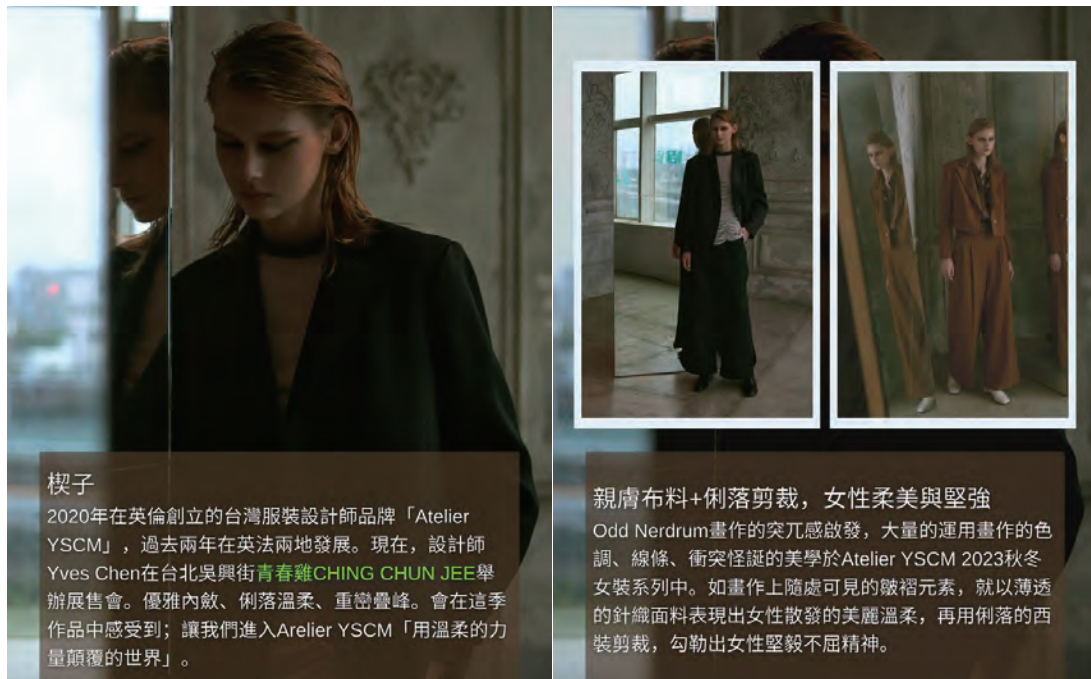 楔子
2020年在英倫創立的台灣服裝設計師品牌「Atelier
YSCM」，過去兩年在英法兩地發展。現在，設計師
Yves Chen在台北吳興街青春雞CHING CHUN JEE舉
辦展售會。優雅內斂、俐落溫柔、重巒疊峰。會在這季
作品中感受到；讓我們進入Arelier YSCM「用溫柔的力
量顛覆的世界」。
親膚布料+俐落剪裁，女性柔美與堅強
Odd Nerdrum畫作的突兀感啟發，大量的運用畫作的色
調、線條、衝突怪誕的美學於Atelier YSCM 2023秋冬
女裝系列中。如畫作上隨處可見的皺褶元素，就以薄透
的針織面料表現出女性散發的美麗溫柔，再用俐落的西
裝剪裁，勾勒出女性堅毅不屈精神。